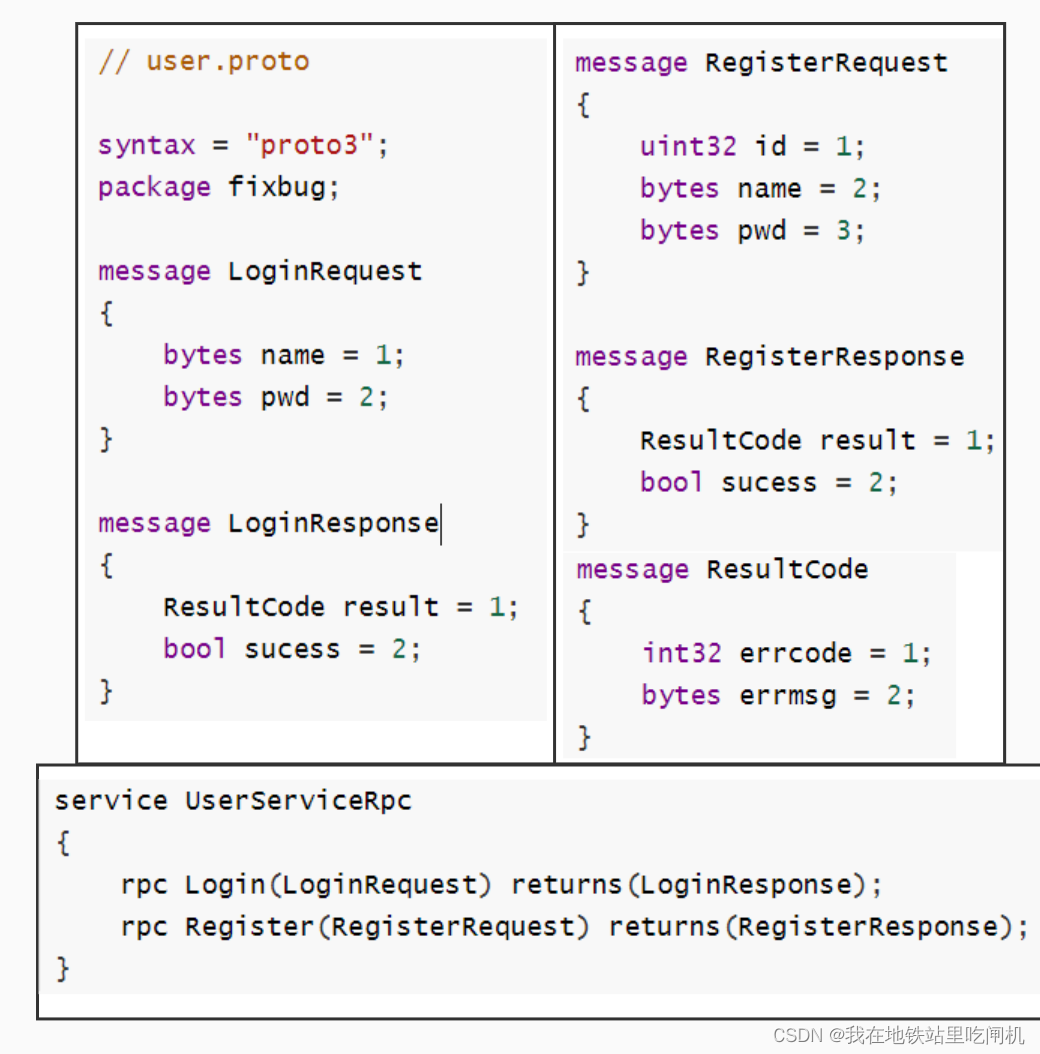 // user.proto
syntax = "proto3";
package fixbug;
message LoginRequest
{
bytes name = 1;
bytes pwd = 2;
}
message LoginResponse
{
ResultCode result = 1;
bool sucess = 2;
}
message RegisterRequest
{
uint32 id = 1;
bytes name = 2;
bytes pwd = 3;
}
message RegisterResponse
{
ResultCode result = 1;
bool sucess = 2;
}
message ResultCode
{
int32 errcode = 1;
bytes errmsg = 2;
}
service UserServiceRpc
{
rpc Login(LoginRequest) returns(LoginResponse);
rpc Register(RegisterRequest) returns(RegisterResponse);
}
CSDN @我在地铁站里吃闸机